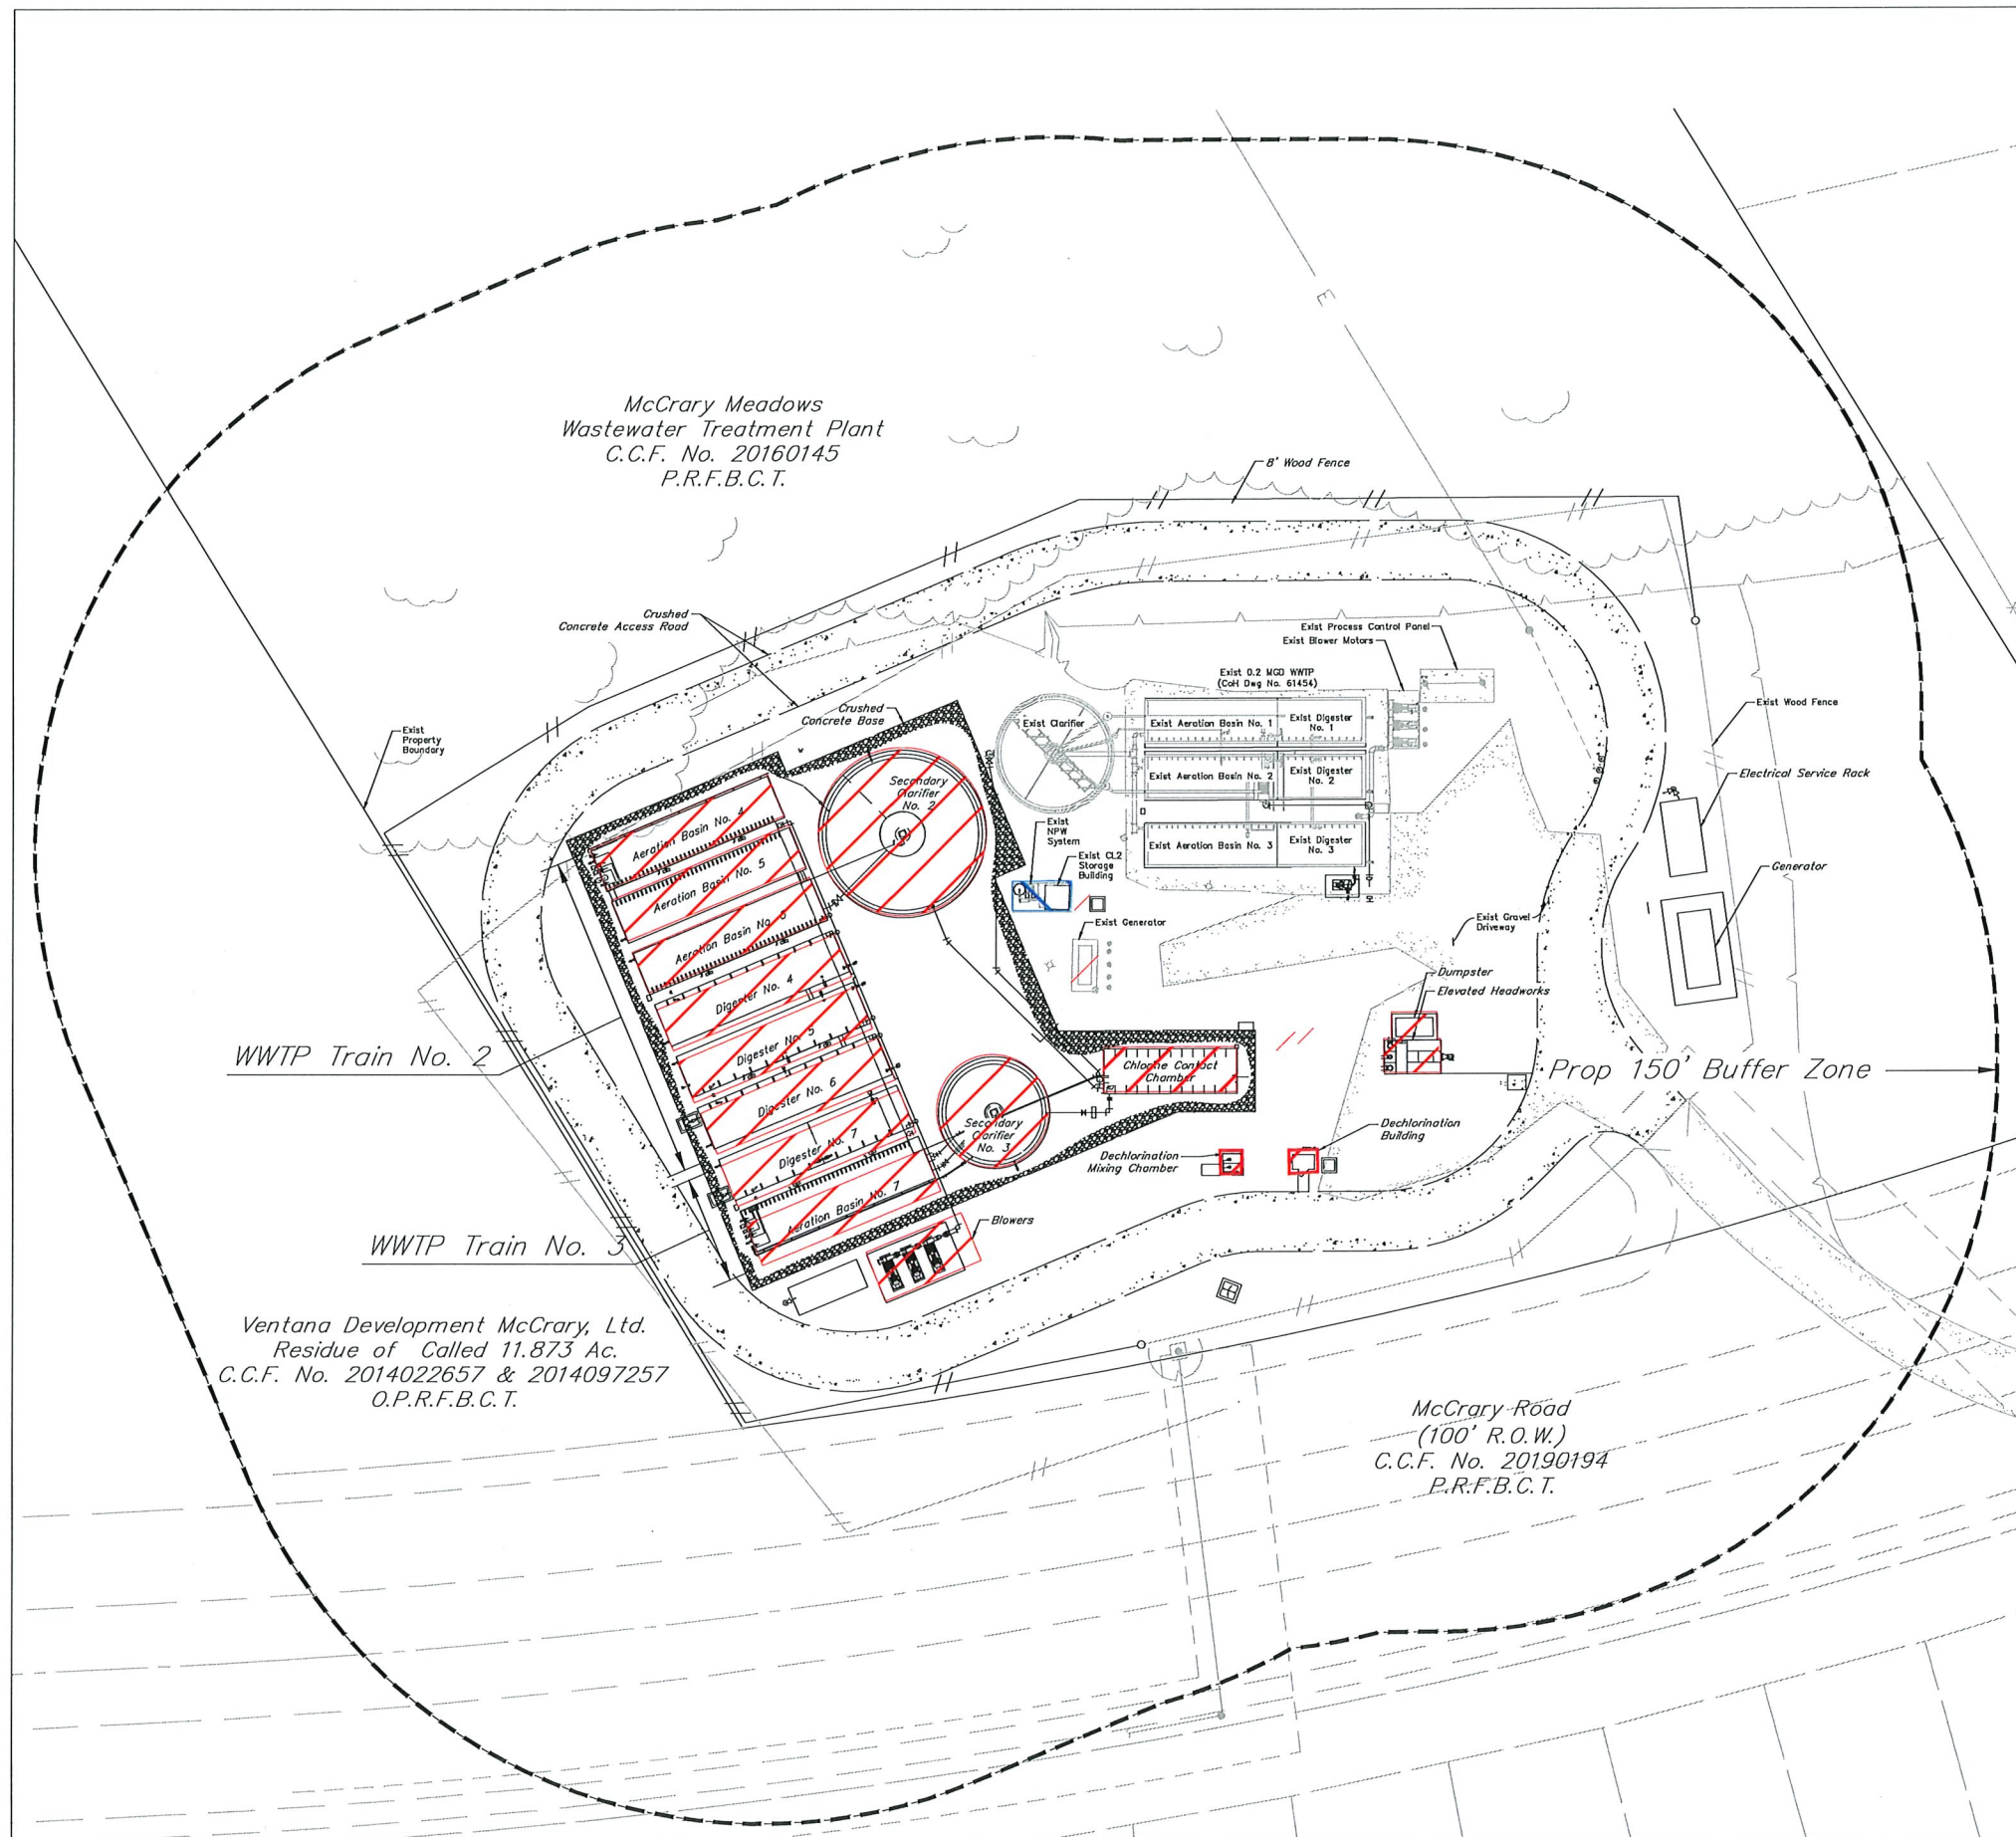 E
McCrary Meadows
Wastewater Treatment Plant
C.C.F. No. 20160145
P.R.F.B.C.T.
8' Wood Fence
Crushed
Concrete Access Road
Exist Process Control Panel
Exist Blower Motors
Exist 0.2 MGD WWTP
(CoH Dwg No. 61454)
Exist
Property
Boundary
Crushed
Concrete Base
Exist Clarifier
Exist Aeration Basin No. 1
Exist Digester
No. 1
Exist Wood Fence
Exist Aeration Basin No. 2
Exist Digester
No. 2
Electrical Service Rack
Secondary
Clarifier
No. 2
Exist
NPW
System
Exist Aeration Basin No. 3
Exist Digester
No. 3
Exist CL2
Storage
Building
Generator
Aeration Basin No. 4
Aeration Basin No. 5
Aeration Basin No. 6
Exist Generator
Exist Gravel
Driveway
Dumpster
Elevated Headworks
Digester No. 4
Digester No. 5
Digester No. 6
Digester No. 7
Aeration Basin No. 7
WWTP Train No. 2
Chlorine Contact
Chamber
Prop 150' Buffer Zone
Secondary
Clarifier
No. 3
Dechlorination
Building
Dechlorination
Mixing Chamber
Blowers
WWTP Train No. 3
Ventana Development McCrary, Ltd.
Residue of Called 11.873 Ac.
C.C.F. No. 2014022657 & 2014097257
O.P.R.F.B.C.T.
McCrary Road
(100' R.O.W.)
C.C.F. No. 20190194
P.R.F.B.C.T.